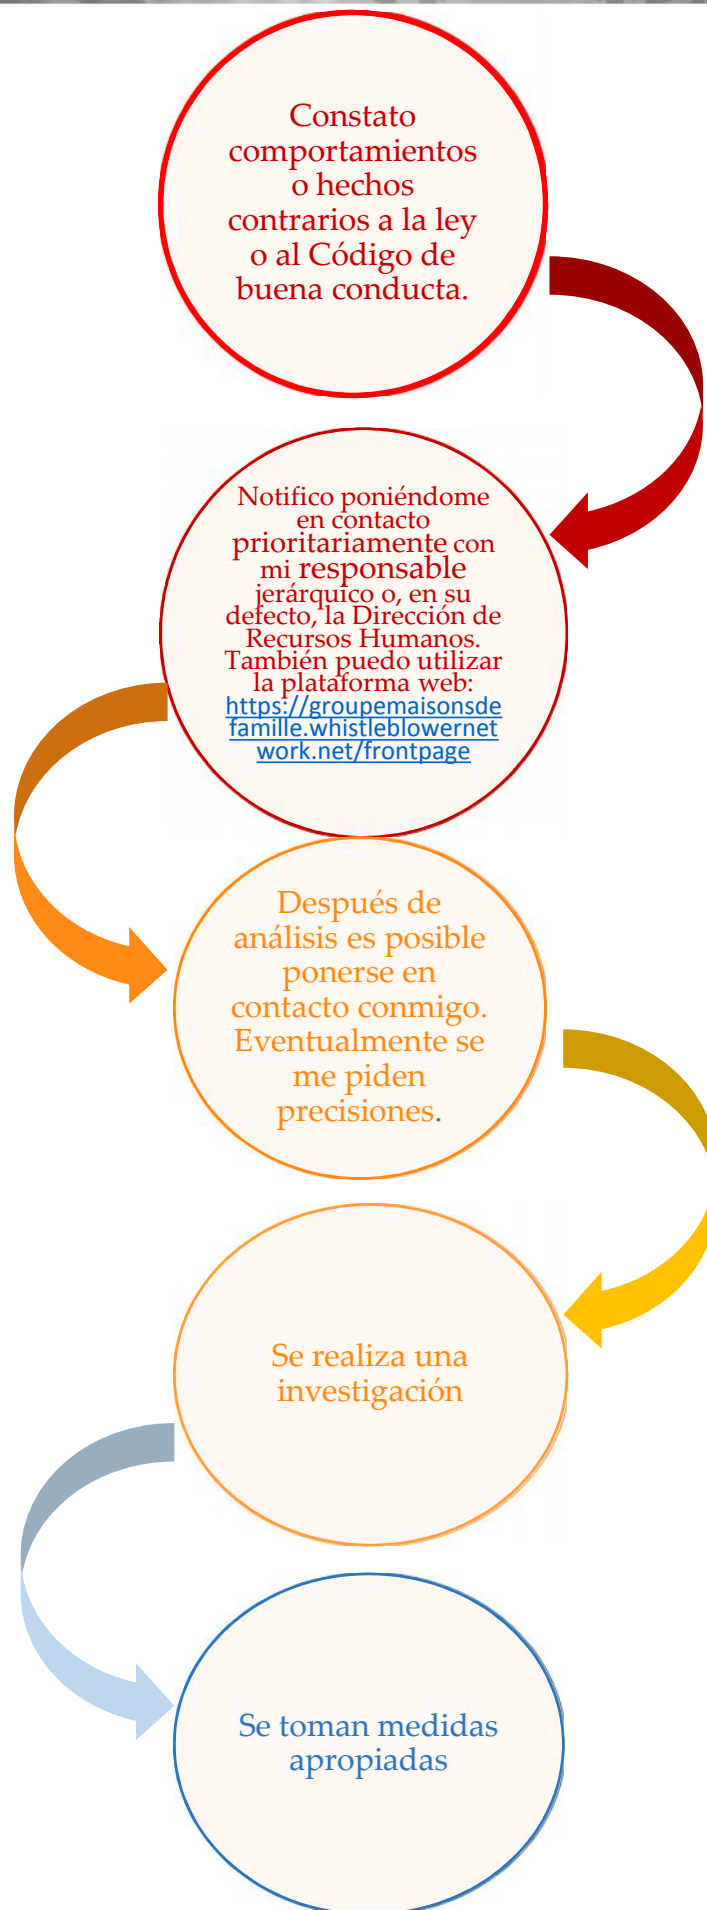 Constato
comportamientos
o hechos
contrarios a la ley
o al Código de
buena conducta.
Notifico poniéndome
en contacto
prioritariamente con
mi responsable
jerárquico o, en su
defecto, la Dirección de
Recursos Humanos.
También puedo utilizar
la plataforma web:
https://groupemaisonsde
famille.whistleblowernet
work.net/frontpage
Después de
análisis es posible
ponerse en
contacto conmigo.
Eventualmente se
me piden
precisiones.
Se realiza una
investigación
Se toman medidas
apropiadas